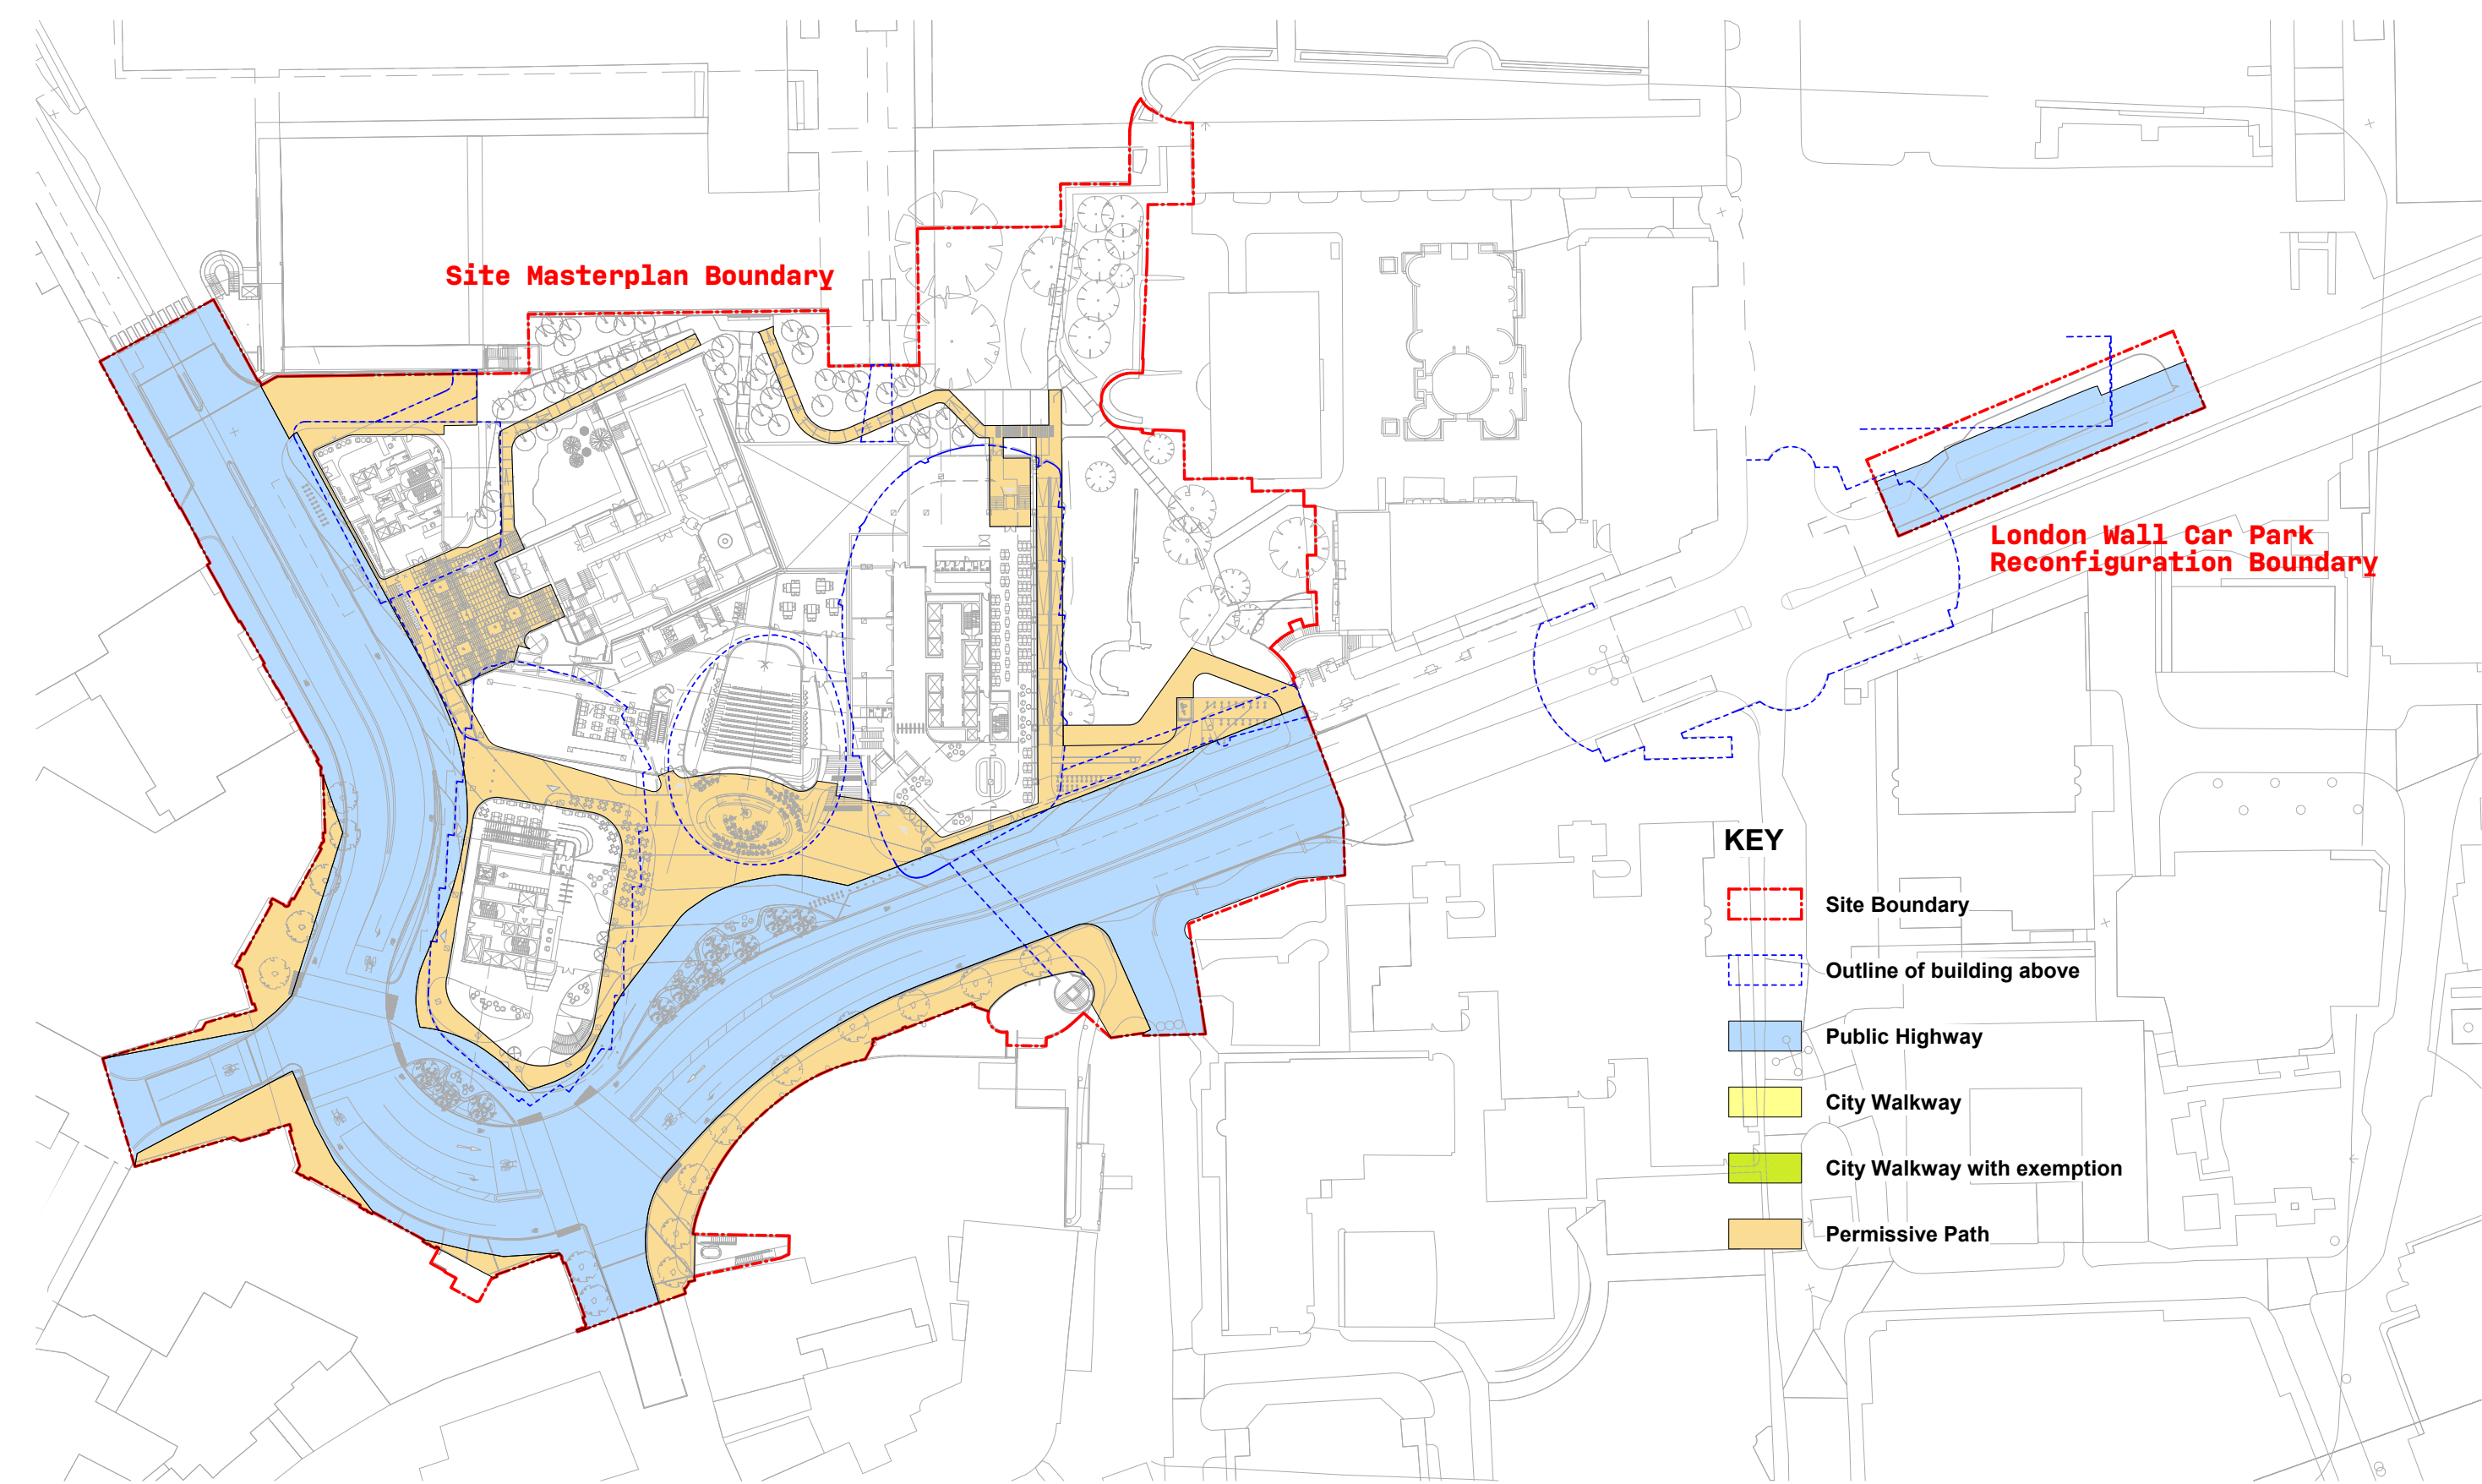 Site Masterplan Boundary
London Wall Car Park
Reconfiguration Boundary
KEY
Site Boundary
Outline of building above
Public Highway
City Walkway
City Walkway with exemption
Permissive Path